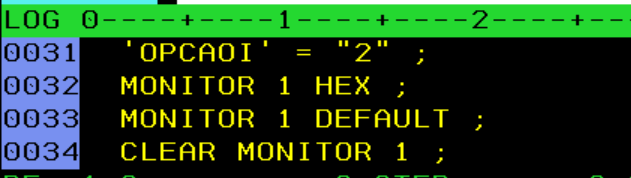 LOG 0----+----1----+----2----+--
0031 'OPCAOI' = "2" ;
0032 MONITOR 1 HEX ;
0033 MONITOR 1 DEFAULT ;
0034 CLEAR MONITOR 1 ;